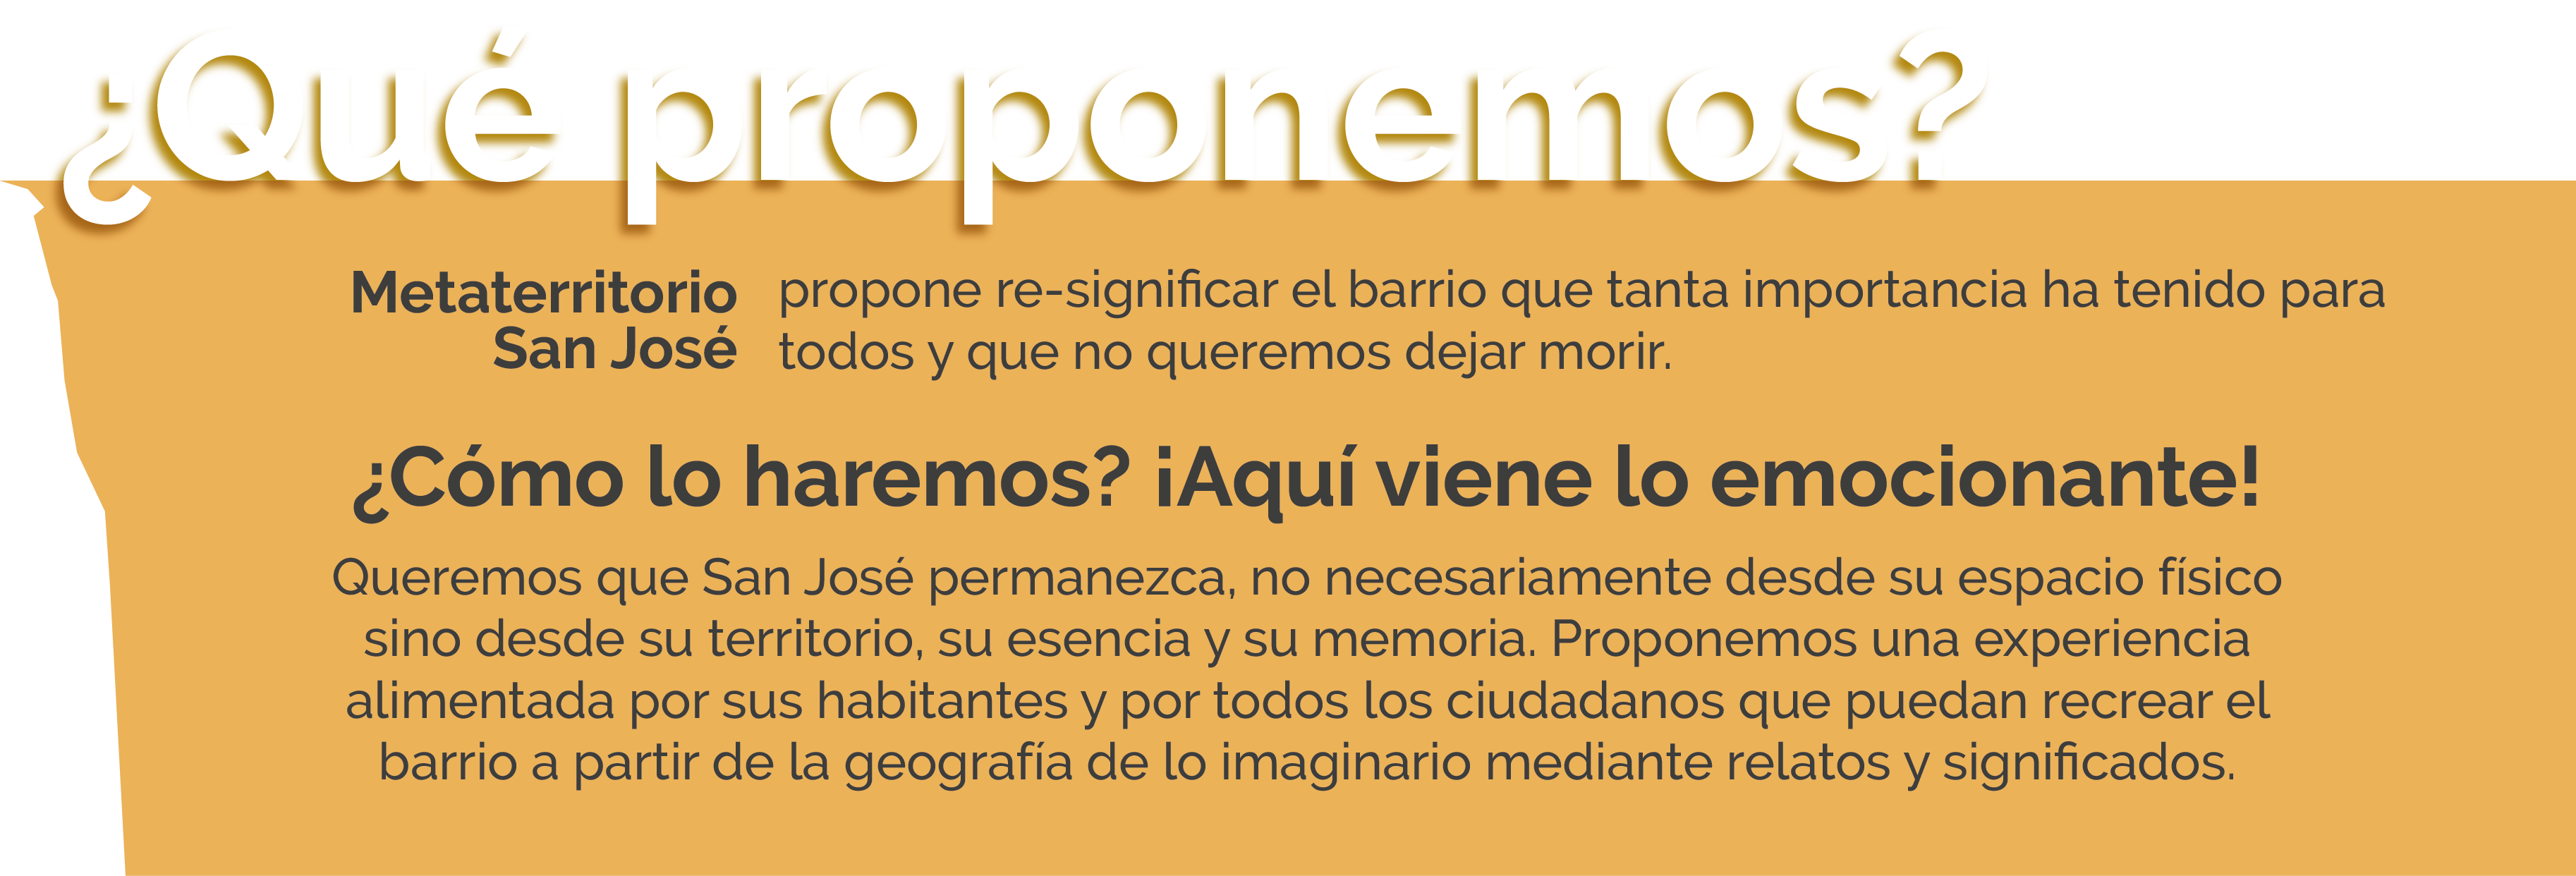 ¿Qué proponemos?
Metaterritorio
San José
propone re-significar el barrio que tanta importancia ha tenido para
todos y que no queremos dejar morir.
¿Cómo lo haremos? ¡Aquí viene lo emocionante!
Queremos que San José permanezca, no necesariamente desde su espacio físico
sino desde su territorio, su esencia y su memoria. Proponemos una experiencia
alimentada por sus habitantes y por todos los ciudadanos que puedan recrear el
barrio a partir de la geografía de lo imaginario mediante relatos y significados.